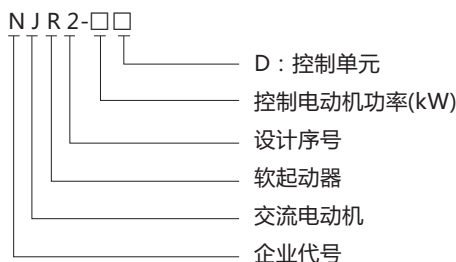 NJR2-□□
D：控制单元
控制电动机功率(kW)
设计序号
软起动器
交流电动机
企业代号